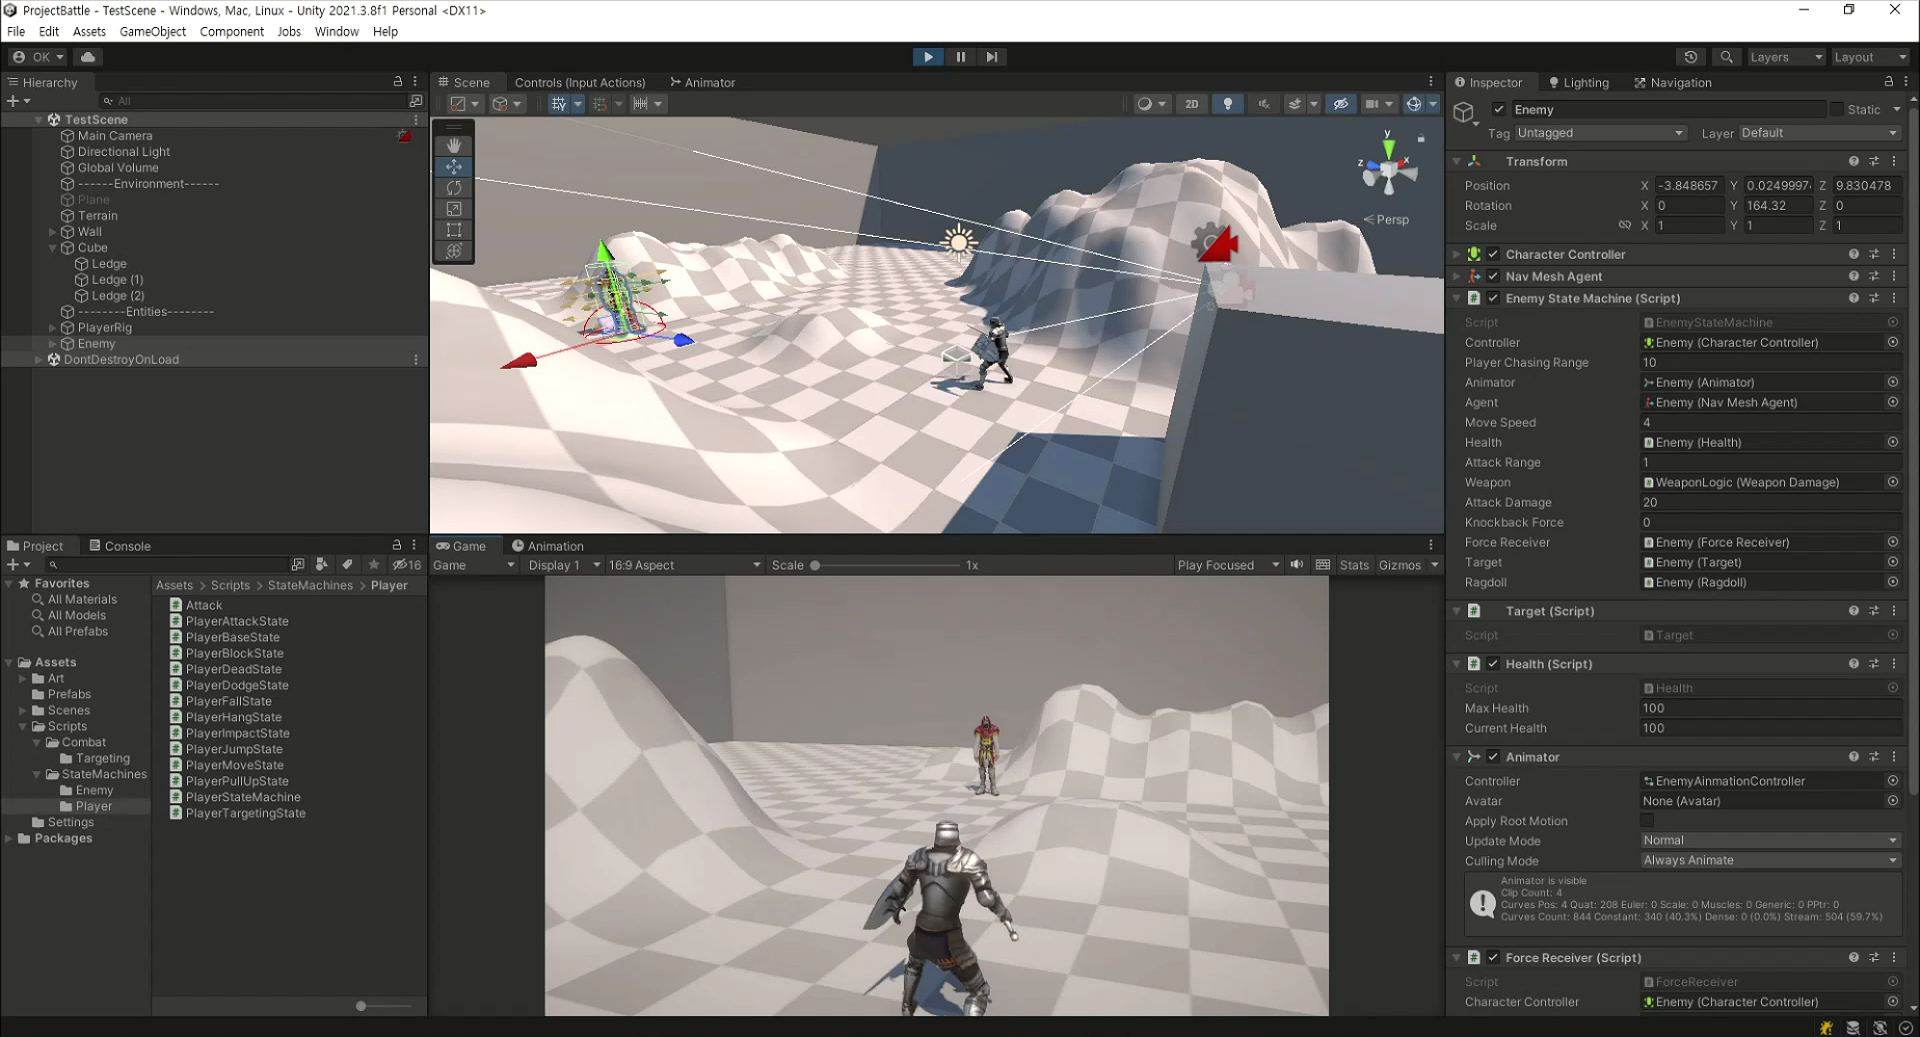 ProjectBattle - TestScene - Windows, Mac, Linux - Unity 2021.3.8f1 Personal <DX11>
File Edit Assets GameObject Component Jobs Window Help
OK Layers Layout
Hierarchy
All
TestScene
Main Camera
Directional Light
Global Volume
------Environment------
Plane
Terrain
Wall
Cube
Ledge
Ledge (1)
Ledge (2)
--------Entities--------
PlayerRig
Enemy
DontDestroyOnLoad
Scene Controls (Input Actions) Animator
2D
y
z x
Persp
Project Console
16
Favorites
All Materials
All Models
All Prefabs
Assets
Art
Prefabs
Scenes
Scripts
Combat
Targeting
StateMachines
Enemy
Player
Settings
Packages
Assets > Scripts > StateMachines > Player
Attack
PlayerAttackState
PlayerBaseState
PlayerBlockState
PlayerDeadState
PlayerDodgeState
PlayerFallState
PlayerHangState
PlayerImpactState
PlayerJumpState
PlayerMoveState
PlayerPullUpState
PlayerStateMachine
PlayerTargetingState
Game Animation
Game Display 1 16:9 Aspect Scale 1x Play Focused Stats Gizmos
Inspector Lighting Navigation
Enemy Static
Tag Untagged Layer Default
Transform
Position X -3.848657 Y 0.0249997 Z 9.830478
Rotation X 0 Y 164.32 Z 0
Scale X 1 Y 1 Z 1
Character Controller
Nav Mesh Agent
Enemy State Machine (Script)
Script EnemyStateMachine
Controller Enemy (Character Controller)
Player Chasing Range 10
Animator Enemy (Animator)
Agent Enemy (Nav Mesh Agent)
Move Speed 4
Health Enemy (Health)
Attack Range 1
Weapon WeaponLogic (Weapon Damage)
Attack Damage 20
Knockback Force 0
Force Receiver Enemy (Force Receiver)
Target Enemy (Target)
Ragdoll Enemy (Ragdoll)
Target (Script)
Script Target
Health (Script)
Script Health
Max Health 100
Current Health 100
Animator
Controller EnemyAinmationController
Avatar None (Avatar)
Apply Root Motion
Update Mode Normal
Culling Mode Always Animate
Animator is visible
Clip Count: 4
Curves Pos: 4 Quat: 208 Euler: 0 Scale: 0 Muscles: 0 Generic: 0 PPtr: 0
Curves Count: 844 Constant: 340 (40.3%) Dense: 0 (0.0%) Stream: 504 (59.7%)
Force Receiver (Script)
Script ForceReceiver
Character Controller Enemy (Character Controller)